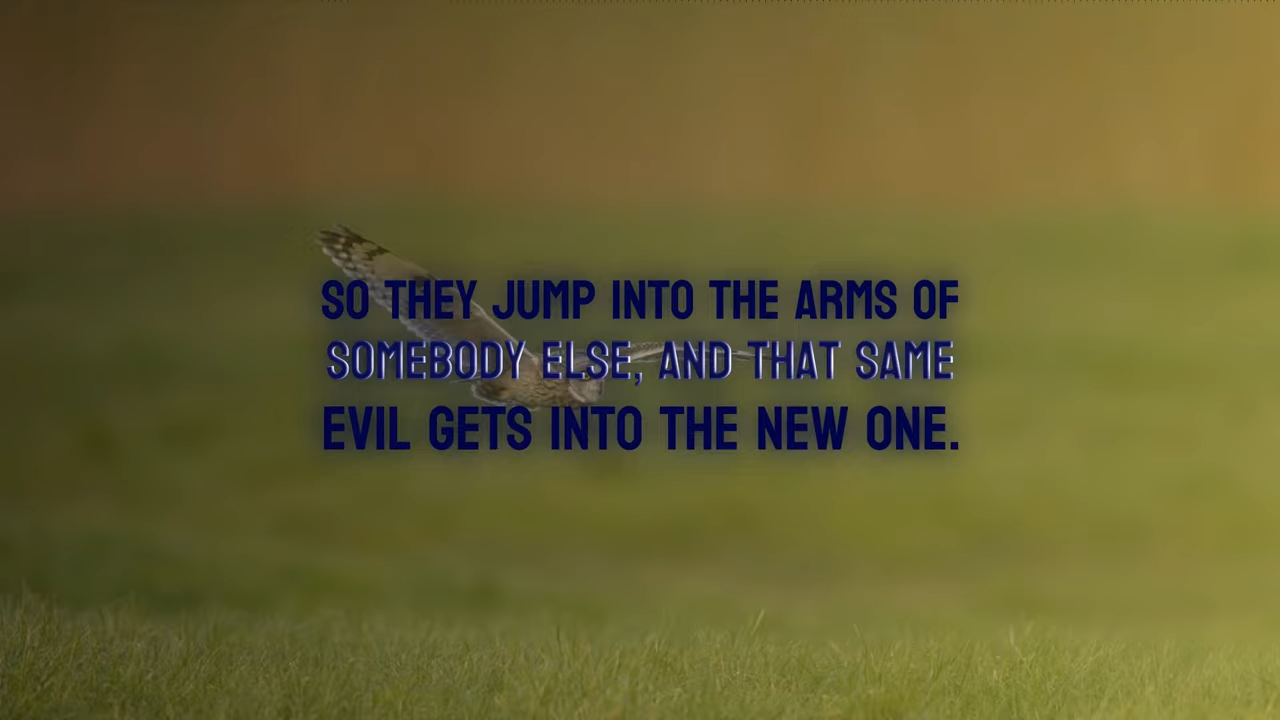 SO THEY JUMP INTO THE ARMS OF
SOMEBODY ELSE, AND THAT SAME
EVIL GETS INTO THE NEW ONE.